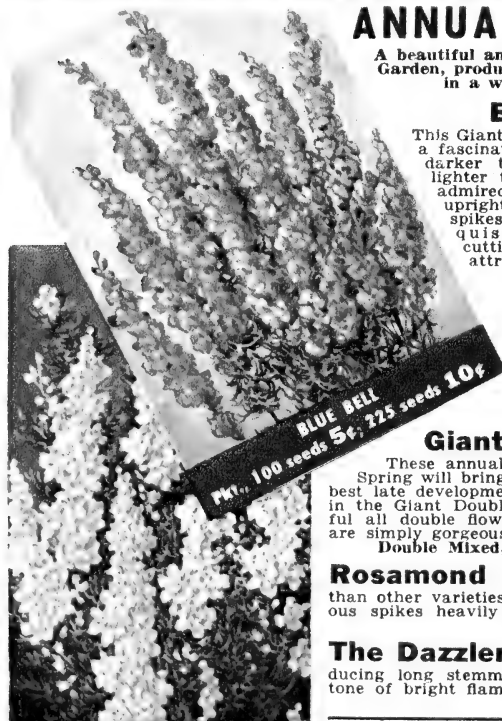 ANNUA
A beautiful an
Garden, produ
in a w
E
This Giant
a fascina
darker t
lighter t
admired
upright
spikes
quis
cutti
attr
BLUE BELL
Pkt., 100 seeds 5¢; 225 seeds 10¢
Giant
These annual
Spring will bring
best late developme
in the Giant Doubl
ful all double flow
are simply gorgeous
Double Mixed
Rosamond
than other varieties
ous spikes heavily
The Dazzler
ducing long stemm
tone of bright flam